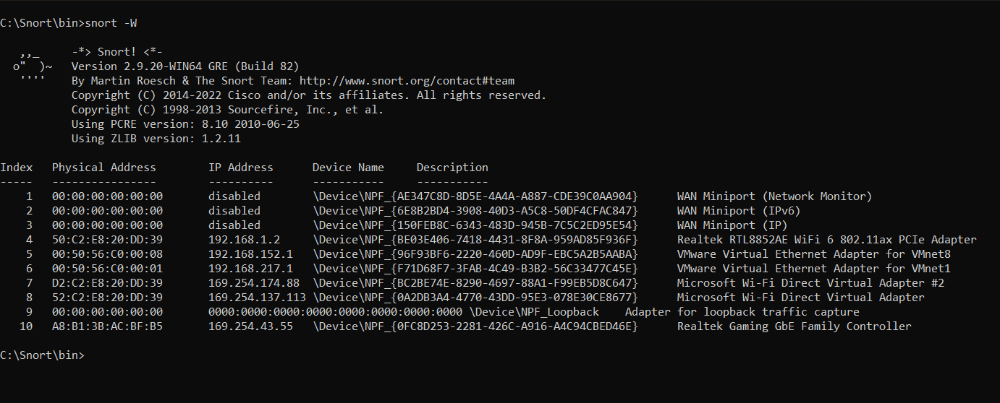 C:\Snort\bin>snort -W
,,_     -*> Snort! <*-
o"  )~   Version 2.9.20-WIN64 GRE (Build 82)
''''    By Martin Roesch & The Snort Team: http://www.snort.org/contact#team
Copyright (C) 2014-2022 Cisco and/or its affiliates. All rights reserved.
Copyright (C) 1998-2013 Sourcefire, Inc., et al.
Using PCRE version: 8.10 2010-06-25
Using ZLIB version: 1.2.11
Index   Physical Address        IP Address      Device Name     Description
-----   ----------------        ----------      -----------     -----------
1   00:00:00:00:00:00       disabled        \Device\NPF_{AE347C8D-8D5E-4A4A-A887-CDE39C0AA904}      WAN Miniport (Network Monitor)
2   00:00:00:00:00:00       disabled        \Device\NPF_{6E8B2BD4-3908-40D3-A5C8-50DF4CFAC847}      WAN Miniport (IPv6)
3   00:00:00:00:00:00       disabled        \Device\NPF_{150FEB8C-6343-483D-945B-7C5C2ED95E54}      WAN Miniport (IP)
4   50:C2:E8:20:DD:39       192.168.1.2     \Device\NPF_{BE03E406-7418-4431-8F8A-959AD85F936F}      Realtek RTL8852AE WiFi 6 802.11ax PCIe Adapter
5   00:50:56:C0:00:08       192.168.152.1   \Device\NPF_{96F93BF6-2220-460D-AD9F-EBC5A2B5AABA}      VMware Virtual Ethernet Adapter for VMnet8
6   00:50:56:C0:00:01       192.168.217.1   \Device\NPF_{F71D68F7-3FAB-4C49-B3B2-56C33477C45E}      VMware Virtual Ethernet Adapter for VMnet1
7   D2:C2:E8:20:DD:39       169.254.174.88  \Device\NPF_{BC2BE74E-8290-4697-88A1-F99EB5D8C647}      Microsoft Wi-Fi Direct Virtual Adapter #2
8   52:C2:E8:20:DD:39       169.254.137.113 \Device\NPF_{0A2DB3A4-4770-43DD-95E3-078E30CE8677}      Microsoft Wi-Fi Direct Virtual Adapter
9   00:00:00:00:00:00       0000:0000:0000:0000:0000:0000:0000:0000 \Device\NPF_Loopback    Adapter for loopback traffic capture
10   A8:B1:3B:AC:BF:B5       169.254.43.55   \Device\NPF_{0FC8D253-2281-426C-A916-A4C94CBED46E}      Realtek Gaming GbE Family Controller
C:\Snort\bin>